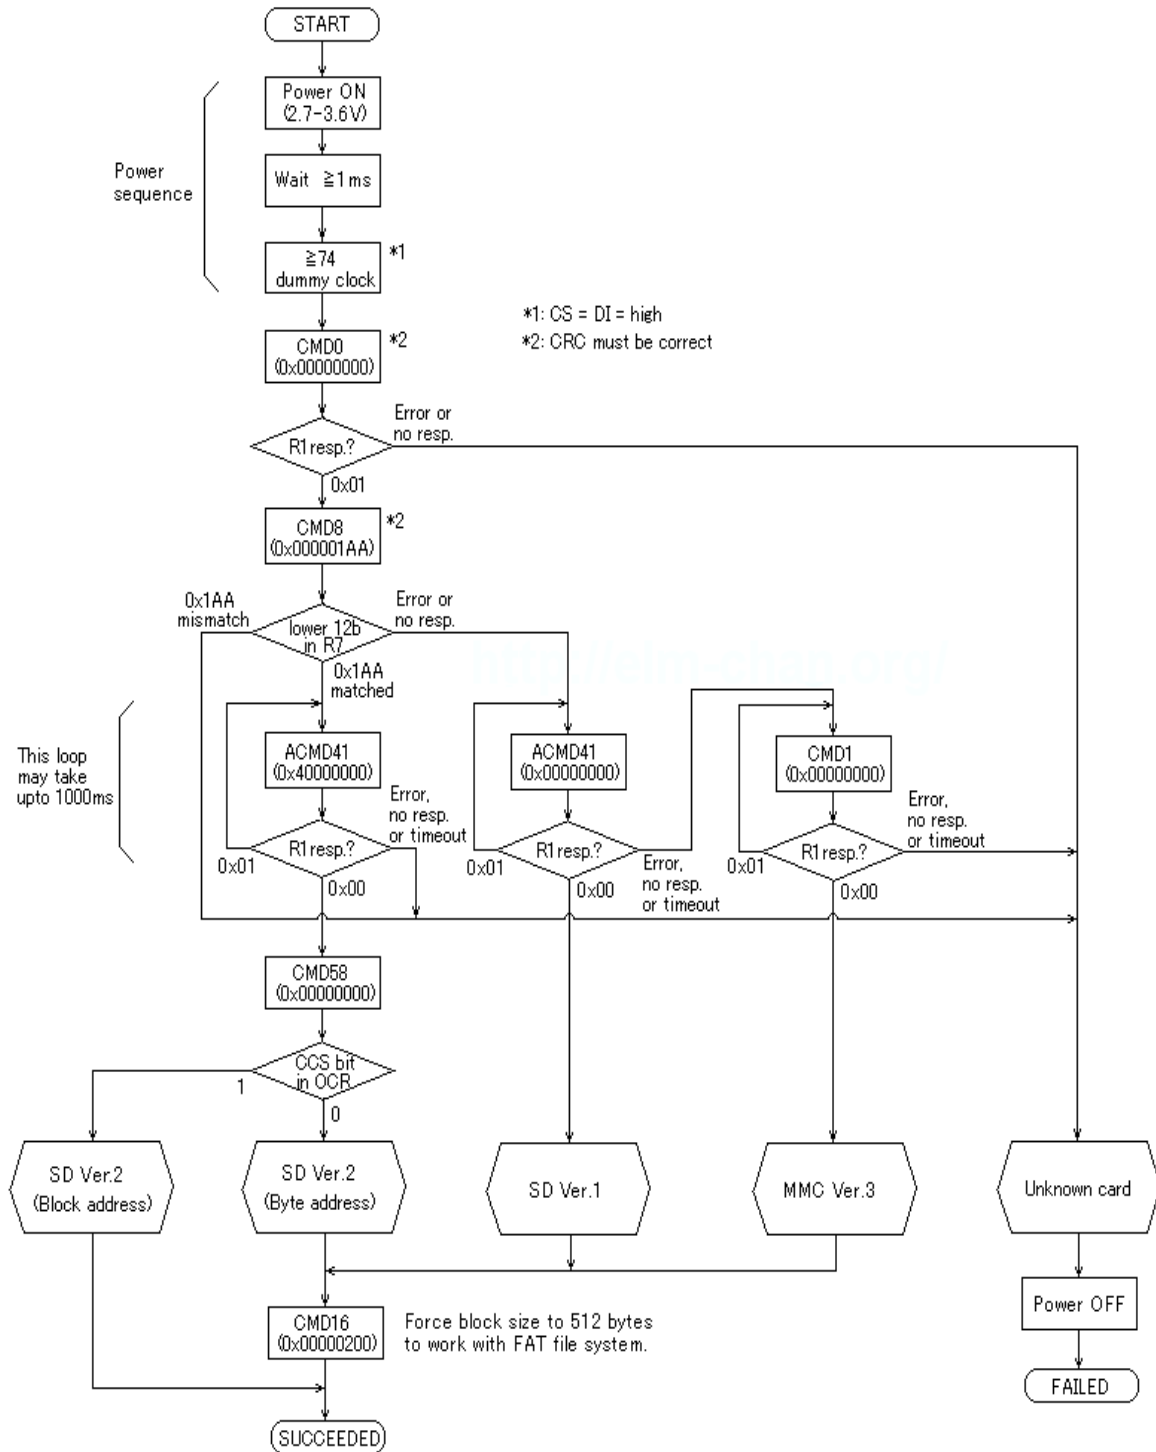 START
Power ON
(2.7-3.6V)
Power
sequence
Wait ≧1ms
≧74
dummy clock
*1
*1: CS = DI = high
*2: CRC must be correct
CMD0
(0x00000000)
*2
Error or
no resp.
R1 resp.?
0x01
CMD8
(0x000001AA)
*2
0x1AA
mismatch
Error or
no resp.
lower 12b
in R7
0x1AA
matched
http://elm-chan.org/
This loop
may take
upto 1000ms
ACMD41
(0x40000000)
ACMD41
(0x00000000)
CMD1
(0x00000000)
Error,
no resp.
or timeout
Error,
no resp.
or timeout
R1 resp.?
0x01
0x00
R1 resp.?
0x01
0x00
Error,
no resp.
or timeout
R1 resp.?
0x01
0x00
CMD58
(0x00000000)
CCS bit
in OCR
1
0
SD Ver.2
(Block address)
SD Ver.2
(Byte address)
SD Ver.1
MMC Ver.3
Unknown card
CMD16
(0x00000200)
Force block size to 512 bytes
to work with FAT file system.
Power OFF
FAILED
SUCCEEDED